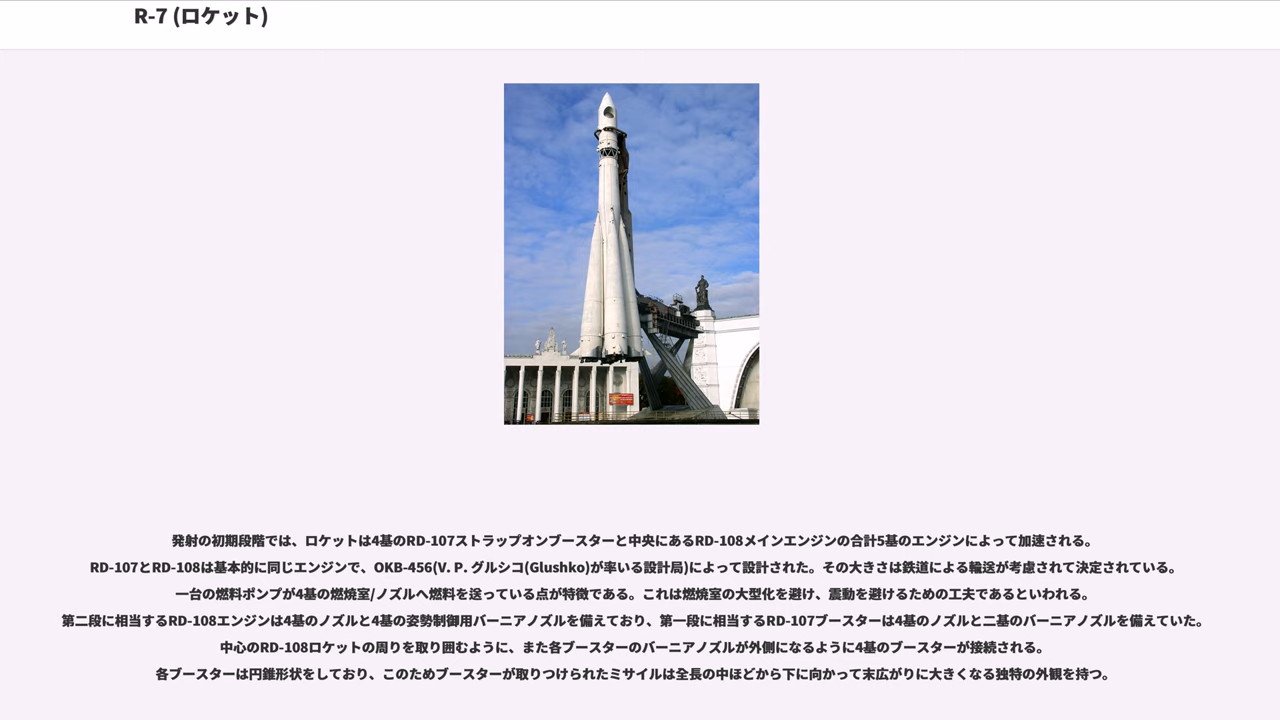 R-7 (ロケット)
発射の初期段階では、ロケットは4基のRD-107ストラップオンブースターと中央にあるRD-108メインエンジンの合計5基のエンジンによって加速される。
RD-107とRD-108は基本的に同じエンジンで、OKB-456(V. P. グルシコ(Glushko)が率いる設計局)によって設計された。その大きさは鉄道による輸送が考慮されて決定されている。
一台の燃料ポンプが4基の燃焼室/ノズルへ燃料を送っている点が特徴である。これは燃焼室の大型化を避け、震動を避けるための工夫であるといわれる。
第二段に相当するRD-108エンジンは4基のノズルと4基の姿勢制御用バーニアノズルを備えており、第一段に相当するRD-107ブースターは4基のノズルと二基のバーニアノズルを備えていた。
中心のRD-108ロケットの周りを取り囲むように、また各ブースターのバーニアノズルが外側になるように4基のブースターが接続される。
各ブースターは円錐形状をしており、このためブースターが取りつけられたミサイルは全長の中ほどから下に向かって末広がりに大きくなる独特の外観を持つ。